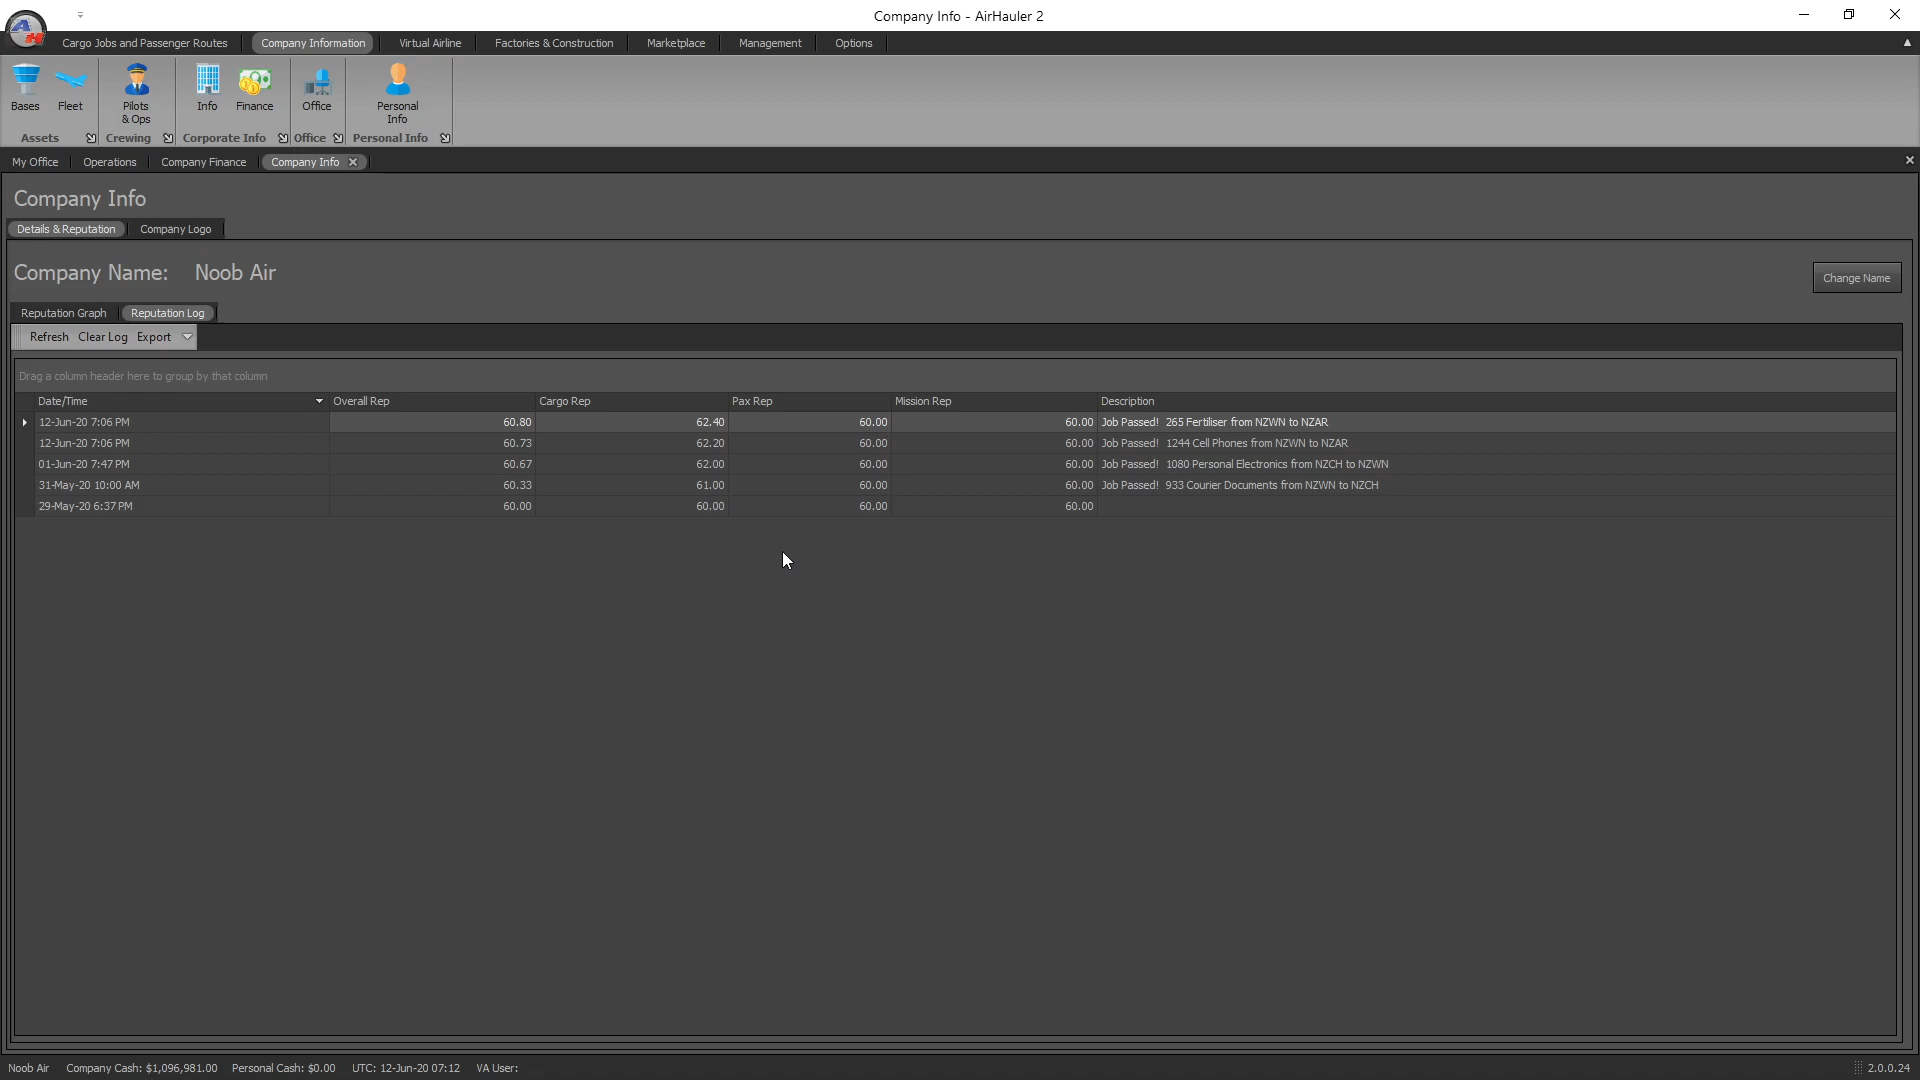 Company Info - AirHauler 2
Cargo Jobs and Passenger Routes Company Information Virtual Airline Factories & Construction Marketplace Management Options
Bases Fleet Pilots & Ops Info Finance Office Personal Info
Assets Crewing Corporate Info Office Personal Info
My Office Operations Company Finance Company Info
Company Info
Details & Reputation Company Logo
Company Name: Noob Air Change Name
Reputation Graph Reputation Log
Refresh Clear Log Export
Drag a column header here to group by that column
Date/Time Overall Rep Cargo Rep Pax Rep Mission Rep Description
12-Jun-20 7:06 PM 60.80 62.40 60.00 60.00 Job Passed! 265 Fertiliser from NZWN to NZAR
12-Jun-20 7:06 PM 60.73 62.20 60.00 60.00 Job Passed! 1244 Cell Phones from NZWN to NZAR
01-Jun-20 7:47 PM 60.67 62.00 60.00 60.00 Job Passed! 1080 Personal Electronics from NZCH to NZWN
31-May-20 10:00 AM 60.33 61.00 60.00 60.00 Job Passed! 933 Courier Documents from NZWN to NZCH
29-May-20 6:37 PM 60.00 60.00 60.00 60.00
Noob Air Company Cash: $1,096,981.00 Personal Cash: $0.00 UTC: 12-Jun-20 07:12 VA User: 2.0.0.24